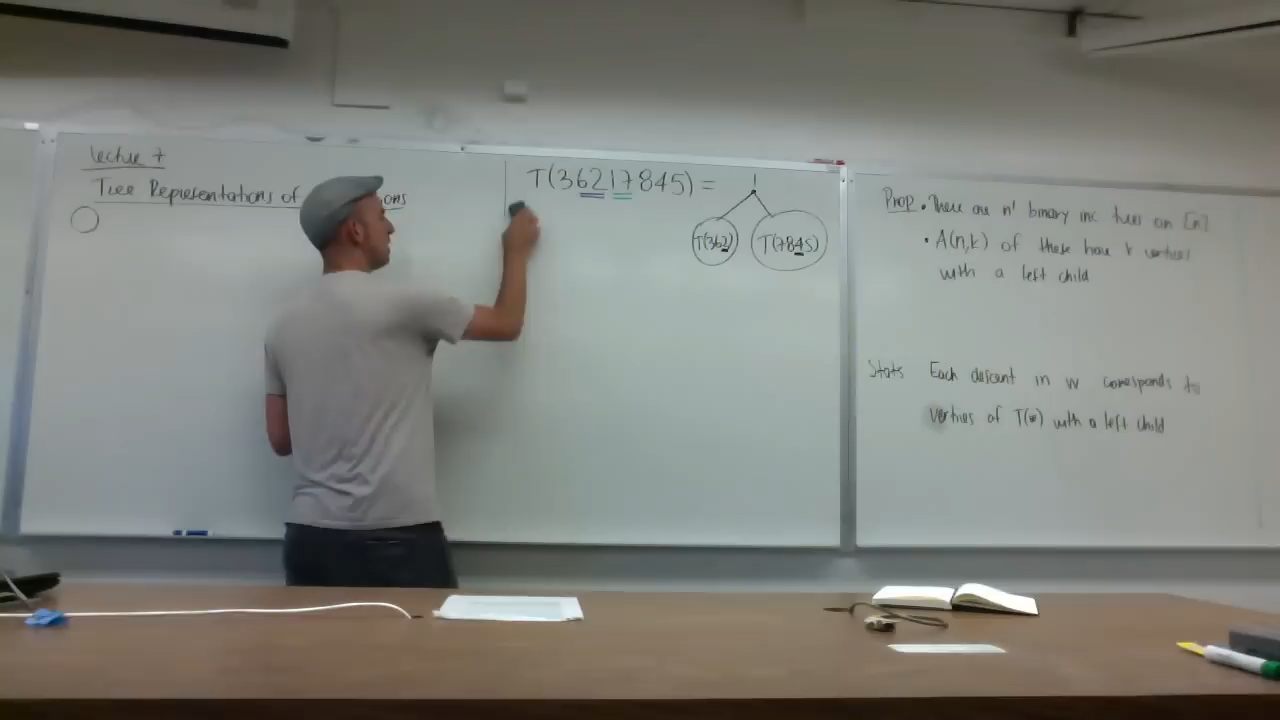 Lecture 7
Tree Representations of ons
T(36217845) =
1
T(362) T(7845)
Prop • There are n! binary inc trees on [n]
• A(n,k) of these have k vertices
with a left child
Stats Each descent in w corresponds to
vertices of T(w) with a left child